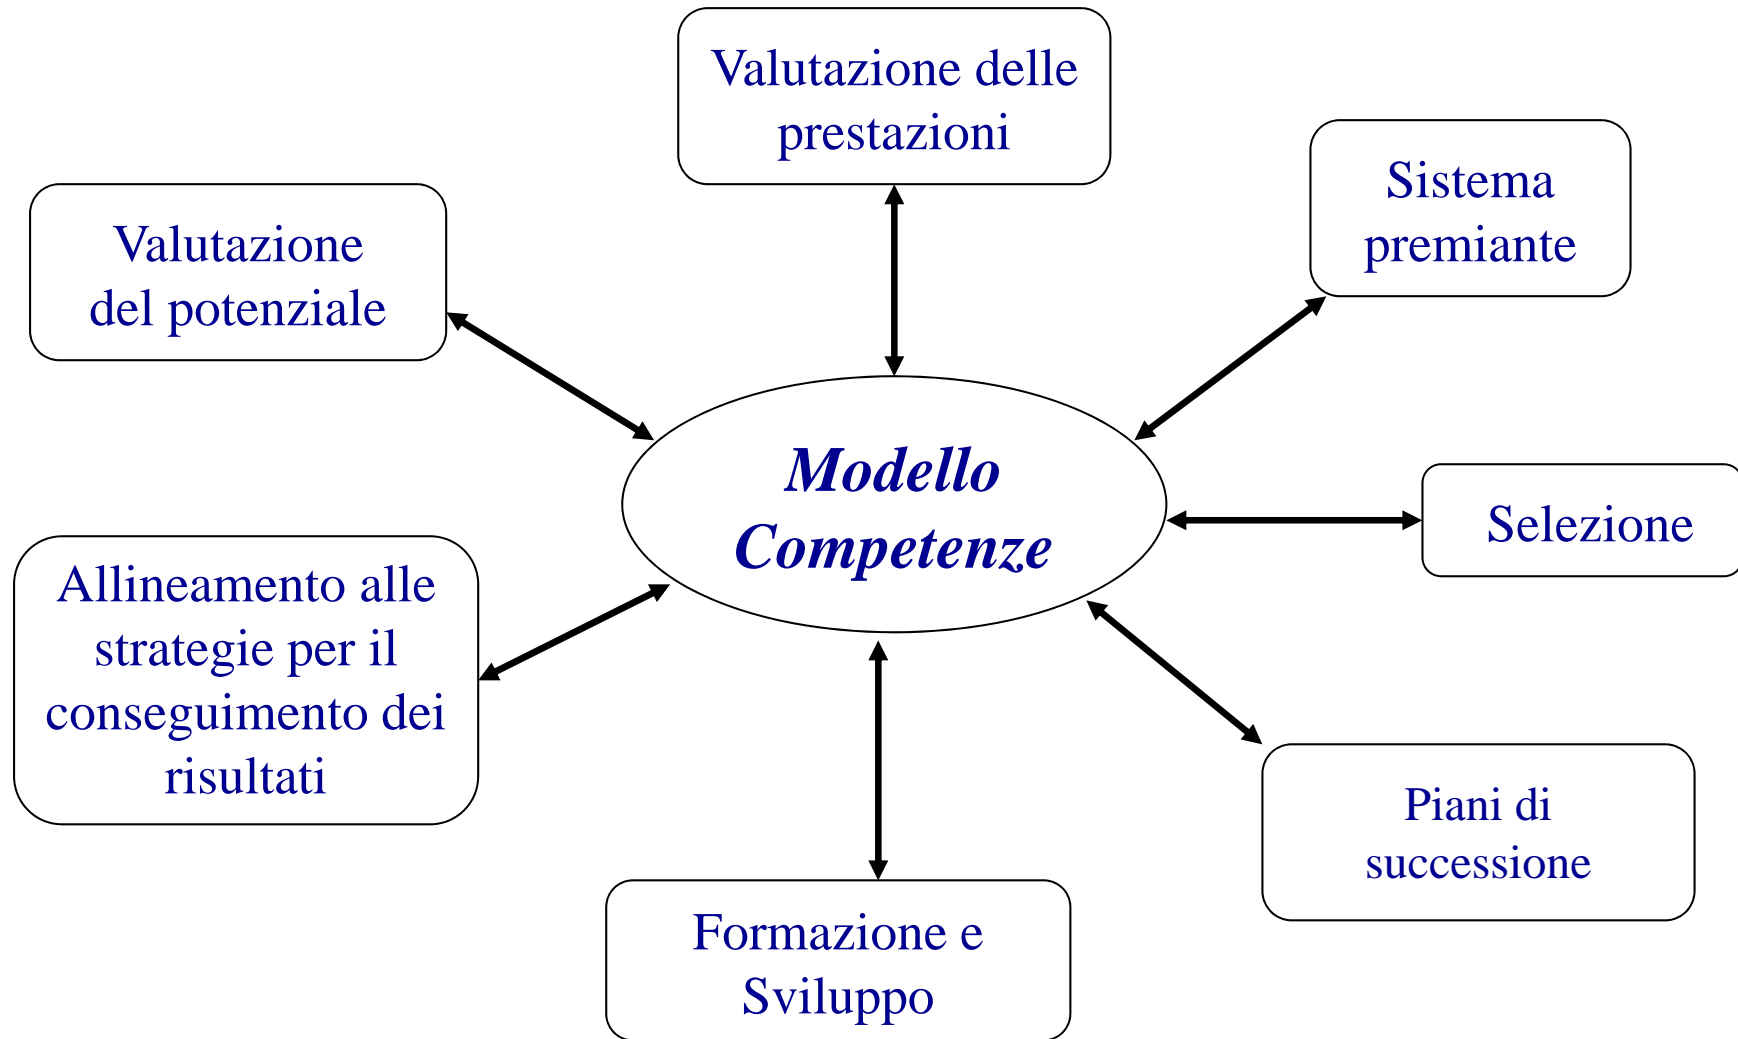 Valutazione delle
prestazioni
Sistema
premiante
Valutazione
del potenziale
Modello
Competenze
Selezione
Allineamento alle
strategie per il
conseguimento dei
risultati
Piani di
successione
Formazione e
Sviluppo